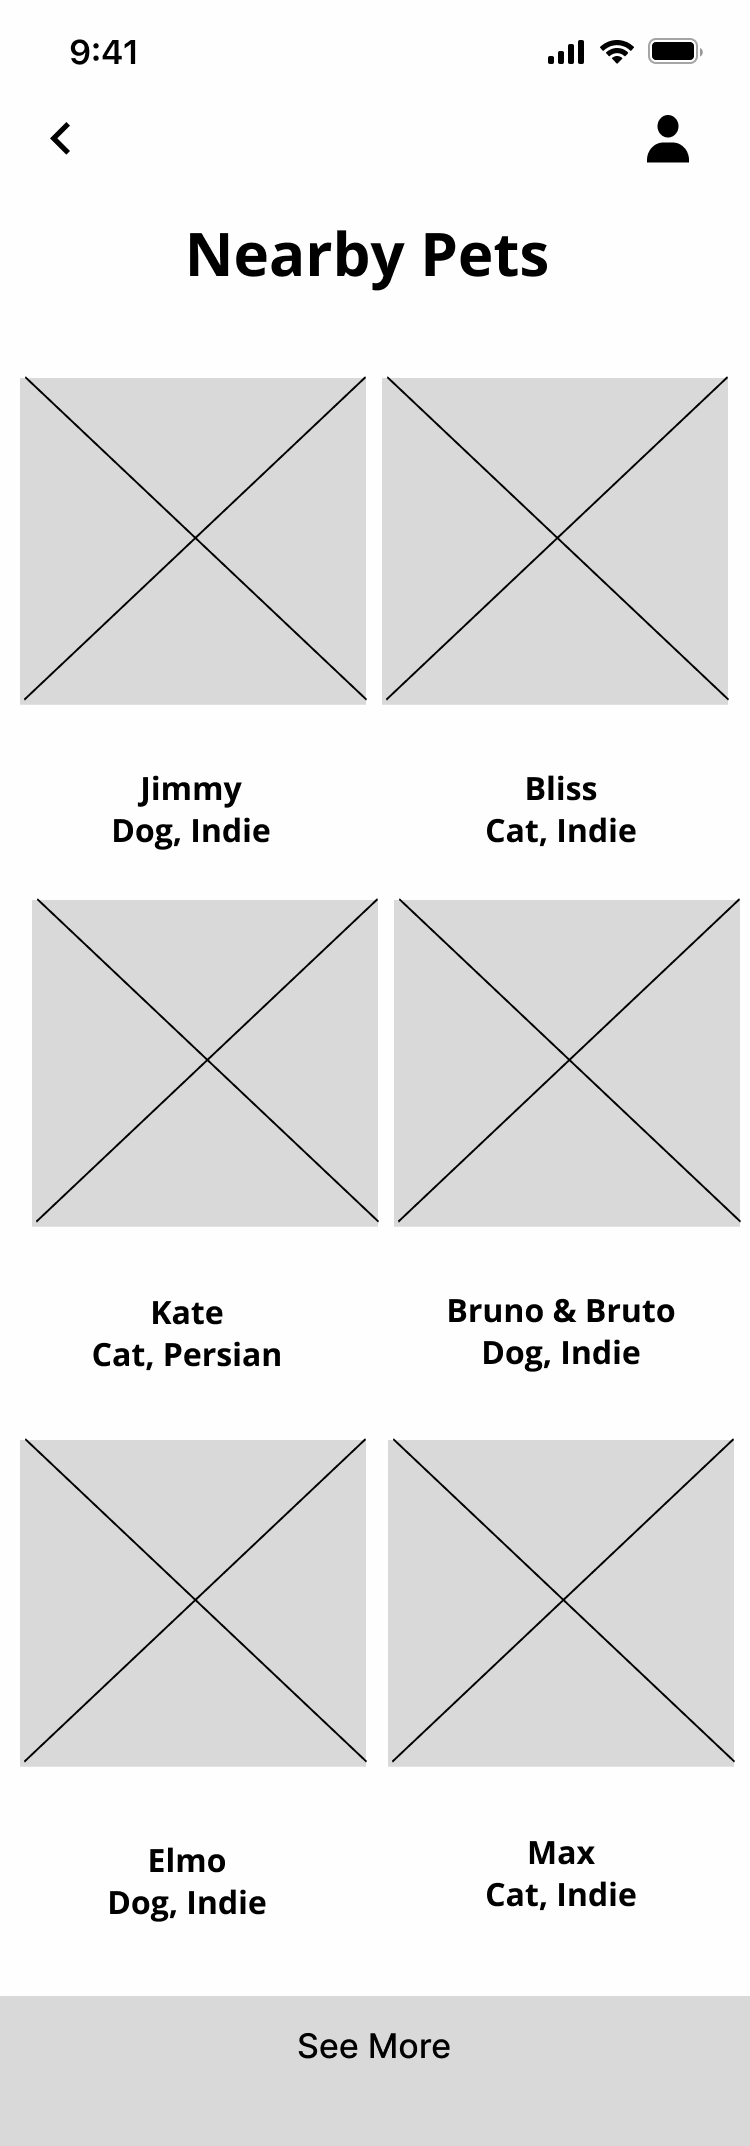 9:41
Nearby Pets
Jimmy
Dog, Indie
Bliss
Cat, Indie
Kate
Cat, Persian
Bruno & Bruto
Dog, Indie
Elmo
Dog, Indie
Max
Cat, Indie
See More